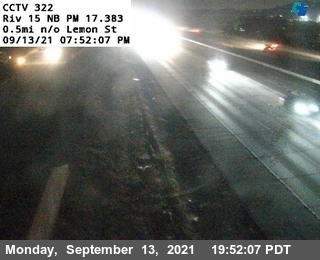 CCTV 322
Riv 15 NB PM 17.383
0.5mi n/o Lemon St
09/13/21 07:52:07 PM
Monday, September 13, 2021 19:52:07 PDT